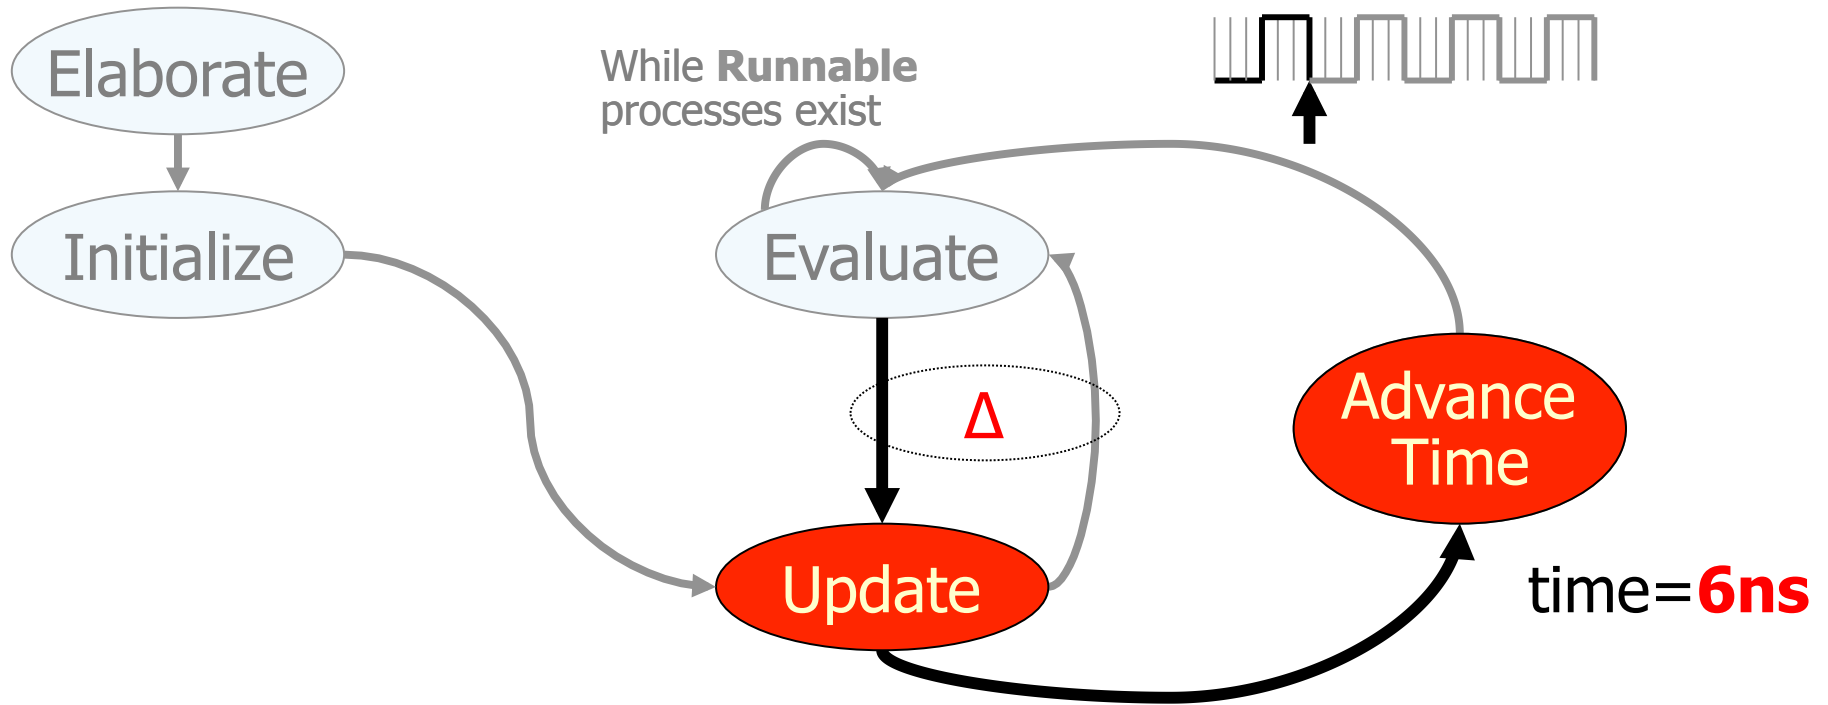 Elaborate
While Runnable
processes exist
Initialize
Evaluate
Δ
Advance
Time
Update
time=6ns